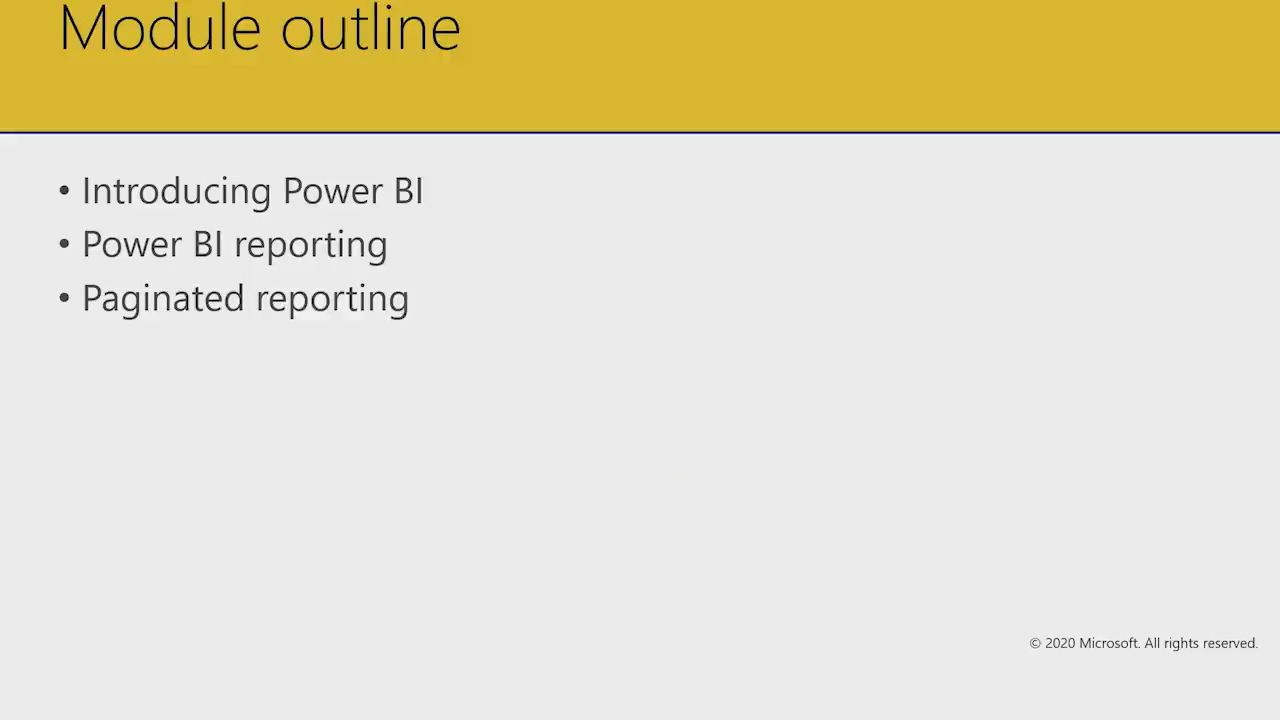 Module outline
• Introducing Power BI
• Power BI reporting
• Paginated reporting
© 2020 Microsoft. All rights reserved.